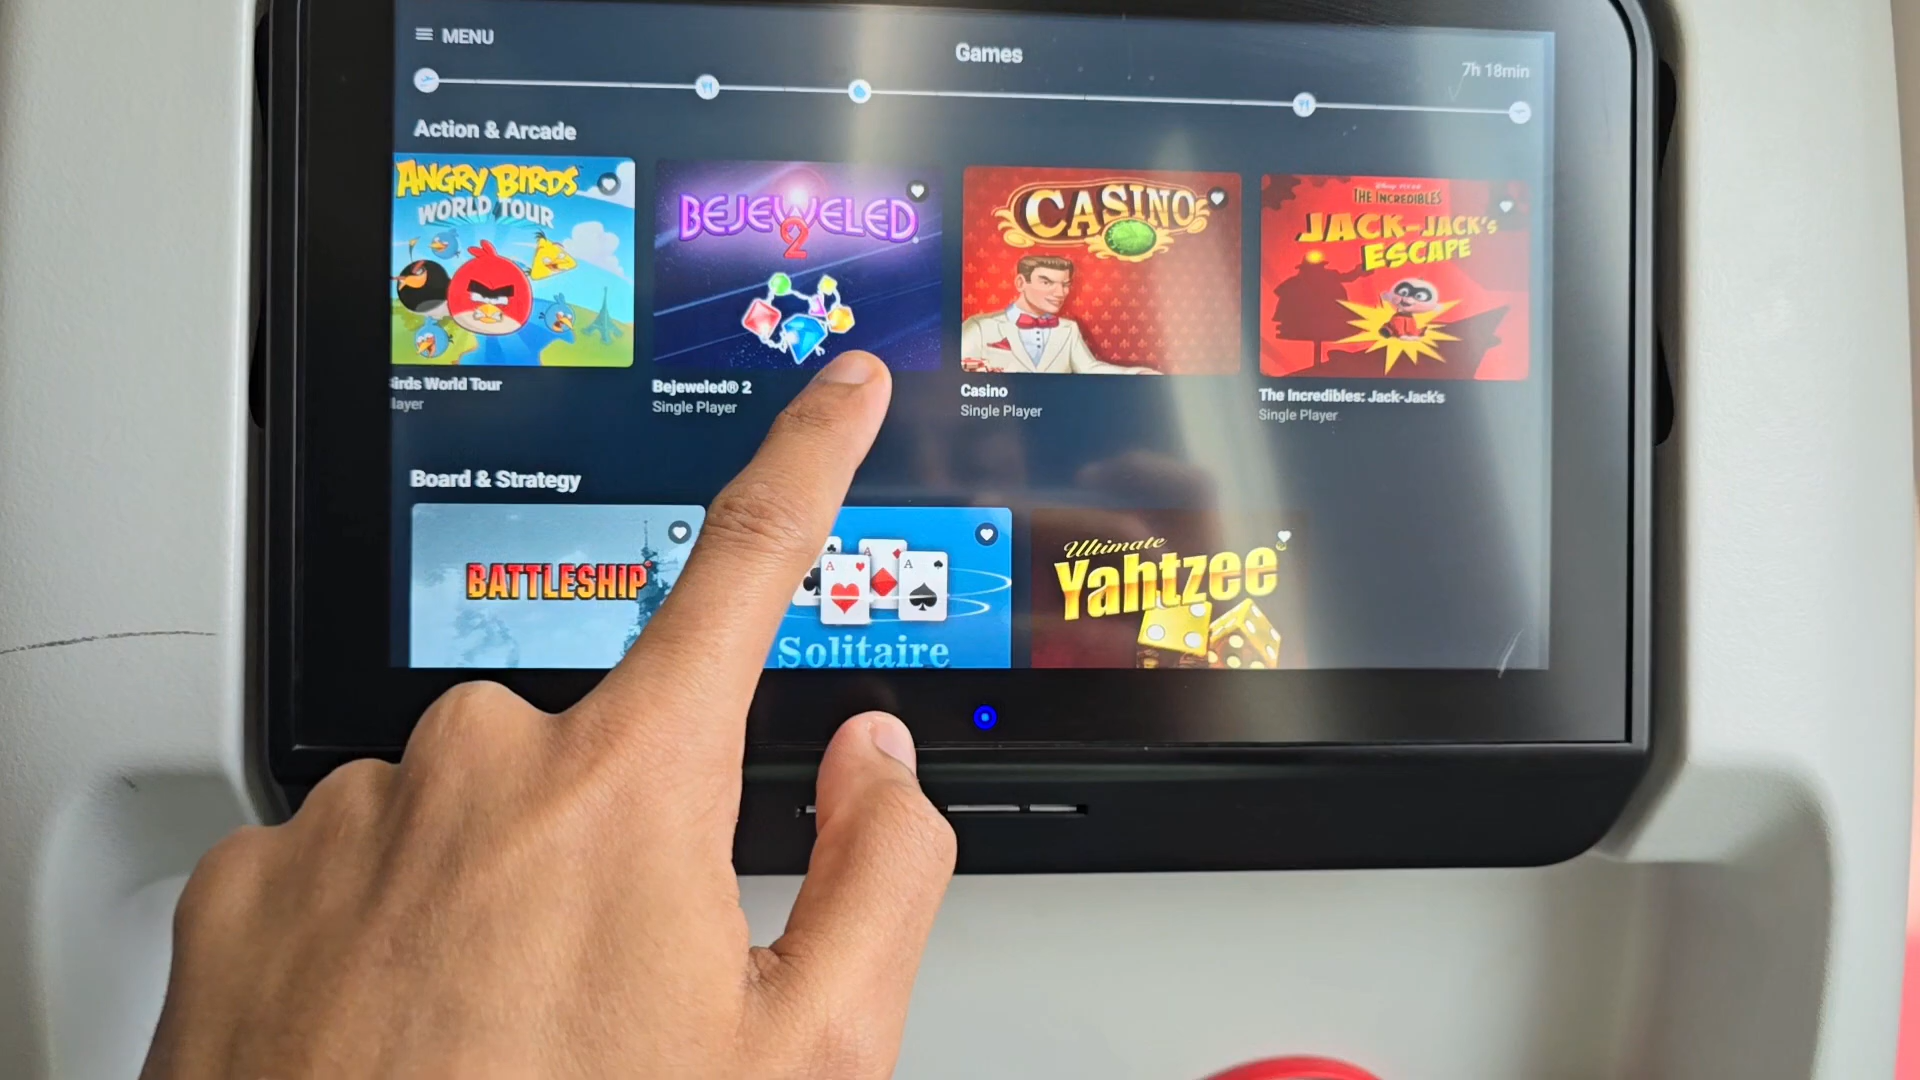 MENU
Games
7h 18min
Action & Arcade
ANGRY BIRDS
WORLD TOUR
BEJEWELED
2
CASINO
THE INCREDIBLES
JACK-JACK'S
ESCAPE
Birds World Tour
layer
Bejeweled® 2
Single Player
Casino
Single Player
The Incredibles: Jack-Jack's
Single Player
Board & Strategy
BATTLESHIP
A A A
Solitaire
Ultimate
Yahtzee